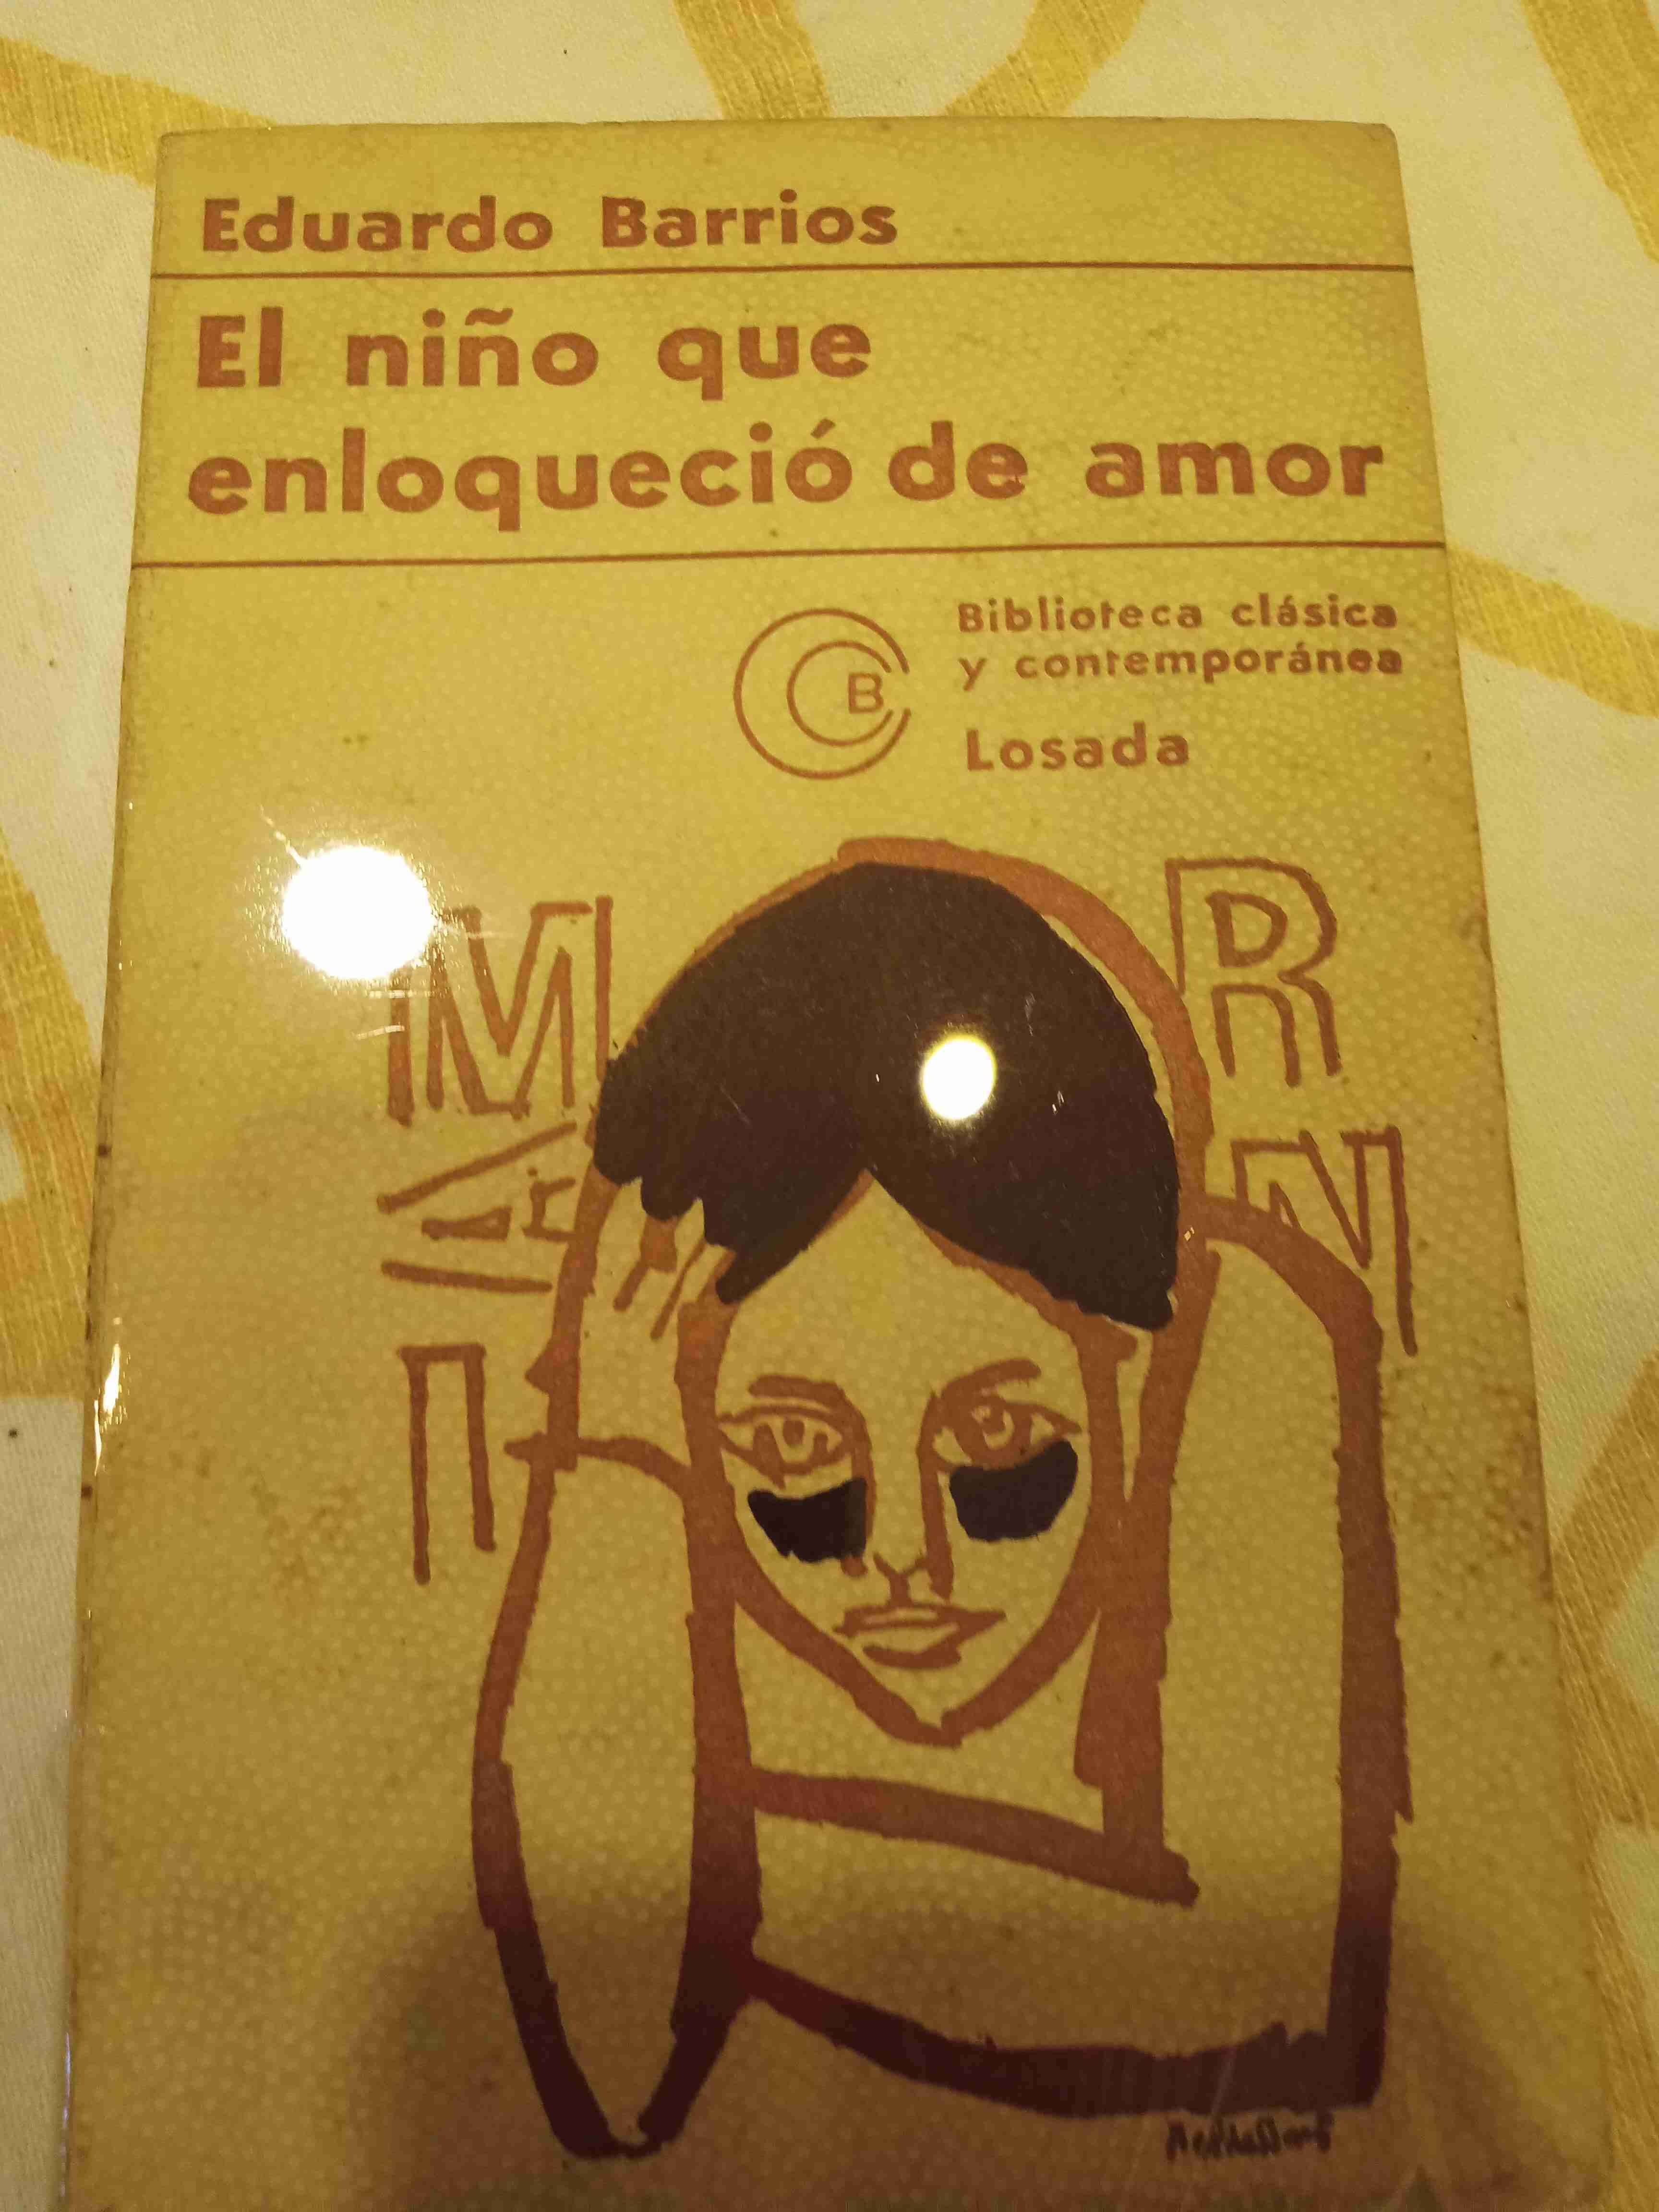 Eduardo Barrios
El niño que
enloqueció de amor
B
Biblioteca clásica
y contemporánea
Losada
M
R
N